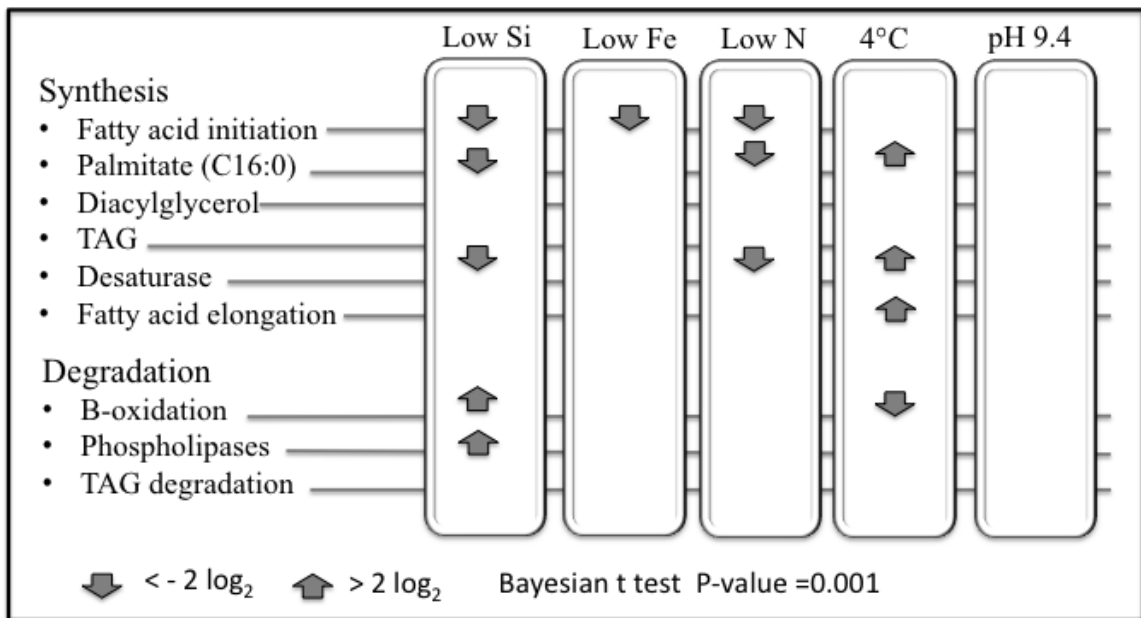 Low Si Low Fe Low N 4°C pH 9.4
Synthesis
• Fatty acid initiation
• Palmitate (C16:0)
• Diacylglycerol
• TAG
• Desaturase
• Fatty acid elongation
Degradation
• B-oxidation
• Phospholipases
• TAG degradation
< - 2 log₂ > 2 log₂ Bayesian t test P-value =0.001